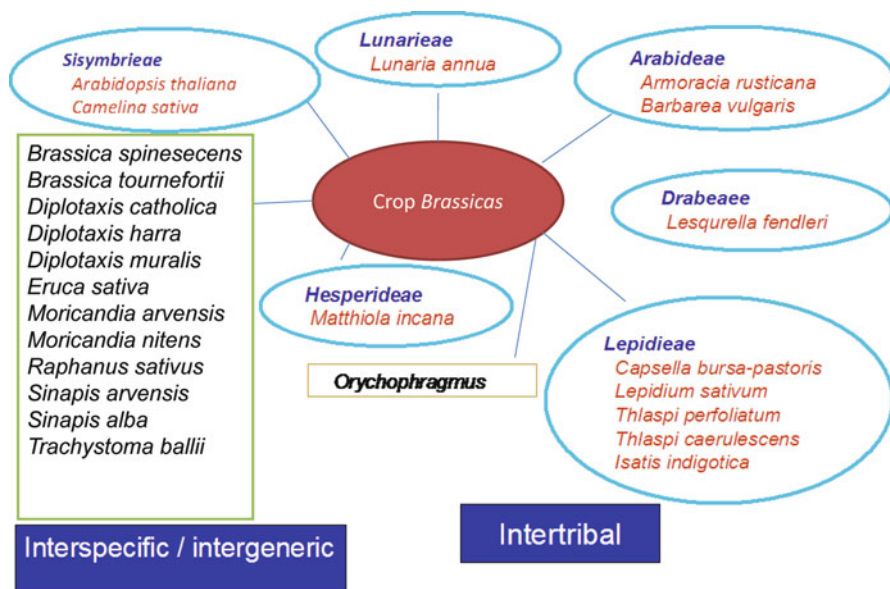 Sisymbrieae
Arabidopsis thaliana
Camelina sativa
Lunarieae
Lunaria annua
Arabideae
Armoracia rusticana
Barbarea vulgaris
Brassica spinesecens
Brassica tournefortii
Diplotaxis catholica
Diplotaxis harra
Diplotaxis muralis
Eruca sativa
Moricandia arvensis
Moricandia nitens
Raphanus sativus
Sinapis arvensis
Sinapis alba
Trachystoma ballii
Crop Brassicas
Drabeaee
Lesqurella fendleri
Hesperideae
Matthiola incana
Orychophragmus
Lepidieae
Capsella bursa-pastoris
Lepidium sativum
Thlaspi perfoliatum
Thlaspi caerulescens
Isatis indigotica
Interspecific / intergeneric
Intertribal